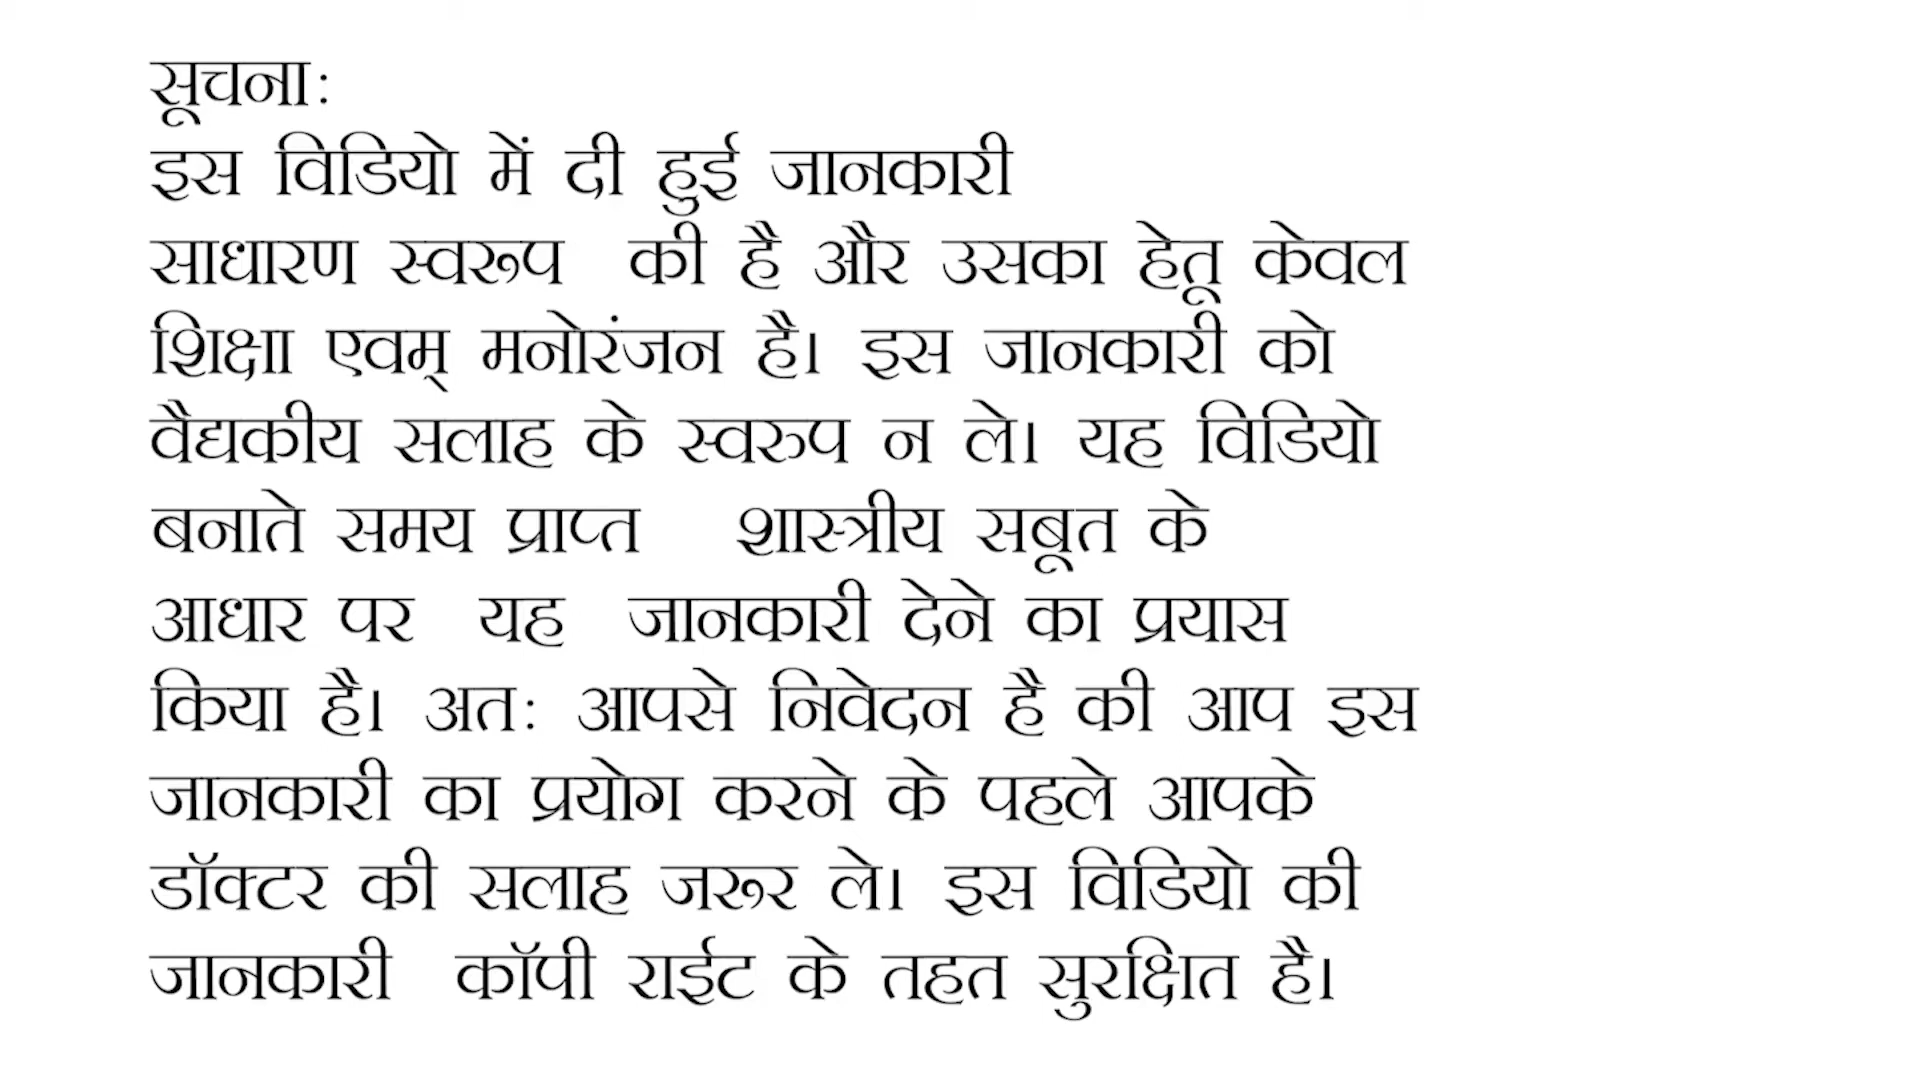 सूचना:
इस विडियो में दी हुई जानकारी
साधारण स्वरूप की है और उसका हेतू केवल
शिक्षा एवम् मनोरंजन है। इस जानकारी को
वैद्यकीय सलाह के स्वरुप न ले। यह विडियो
बनाते समय प्राप्त शास्त्रीय सबूत के
आधार पर यह जानकारी देने का प्रयास
किया है। अतः आपसे निवेदन है की आप इस
जानकारी का प्रयोग करने के पहले आपके
डॉक्टर की सलाह जरूर ले। इस विडियो की
जानकारी कॉपी राईट के तहत सुरक्षित है।